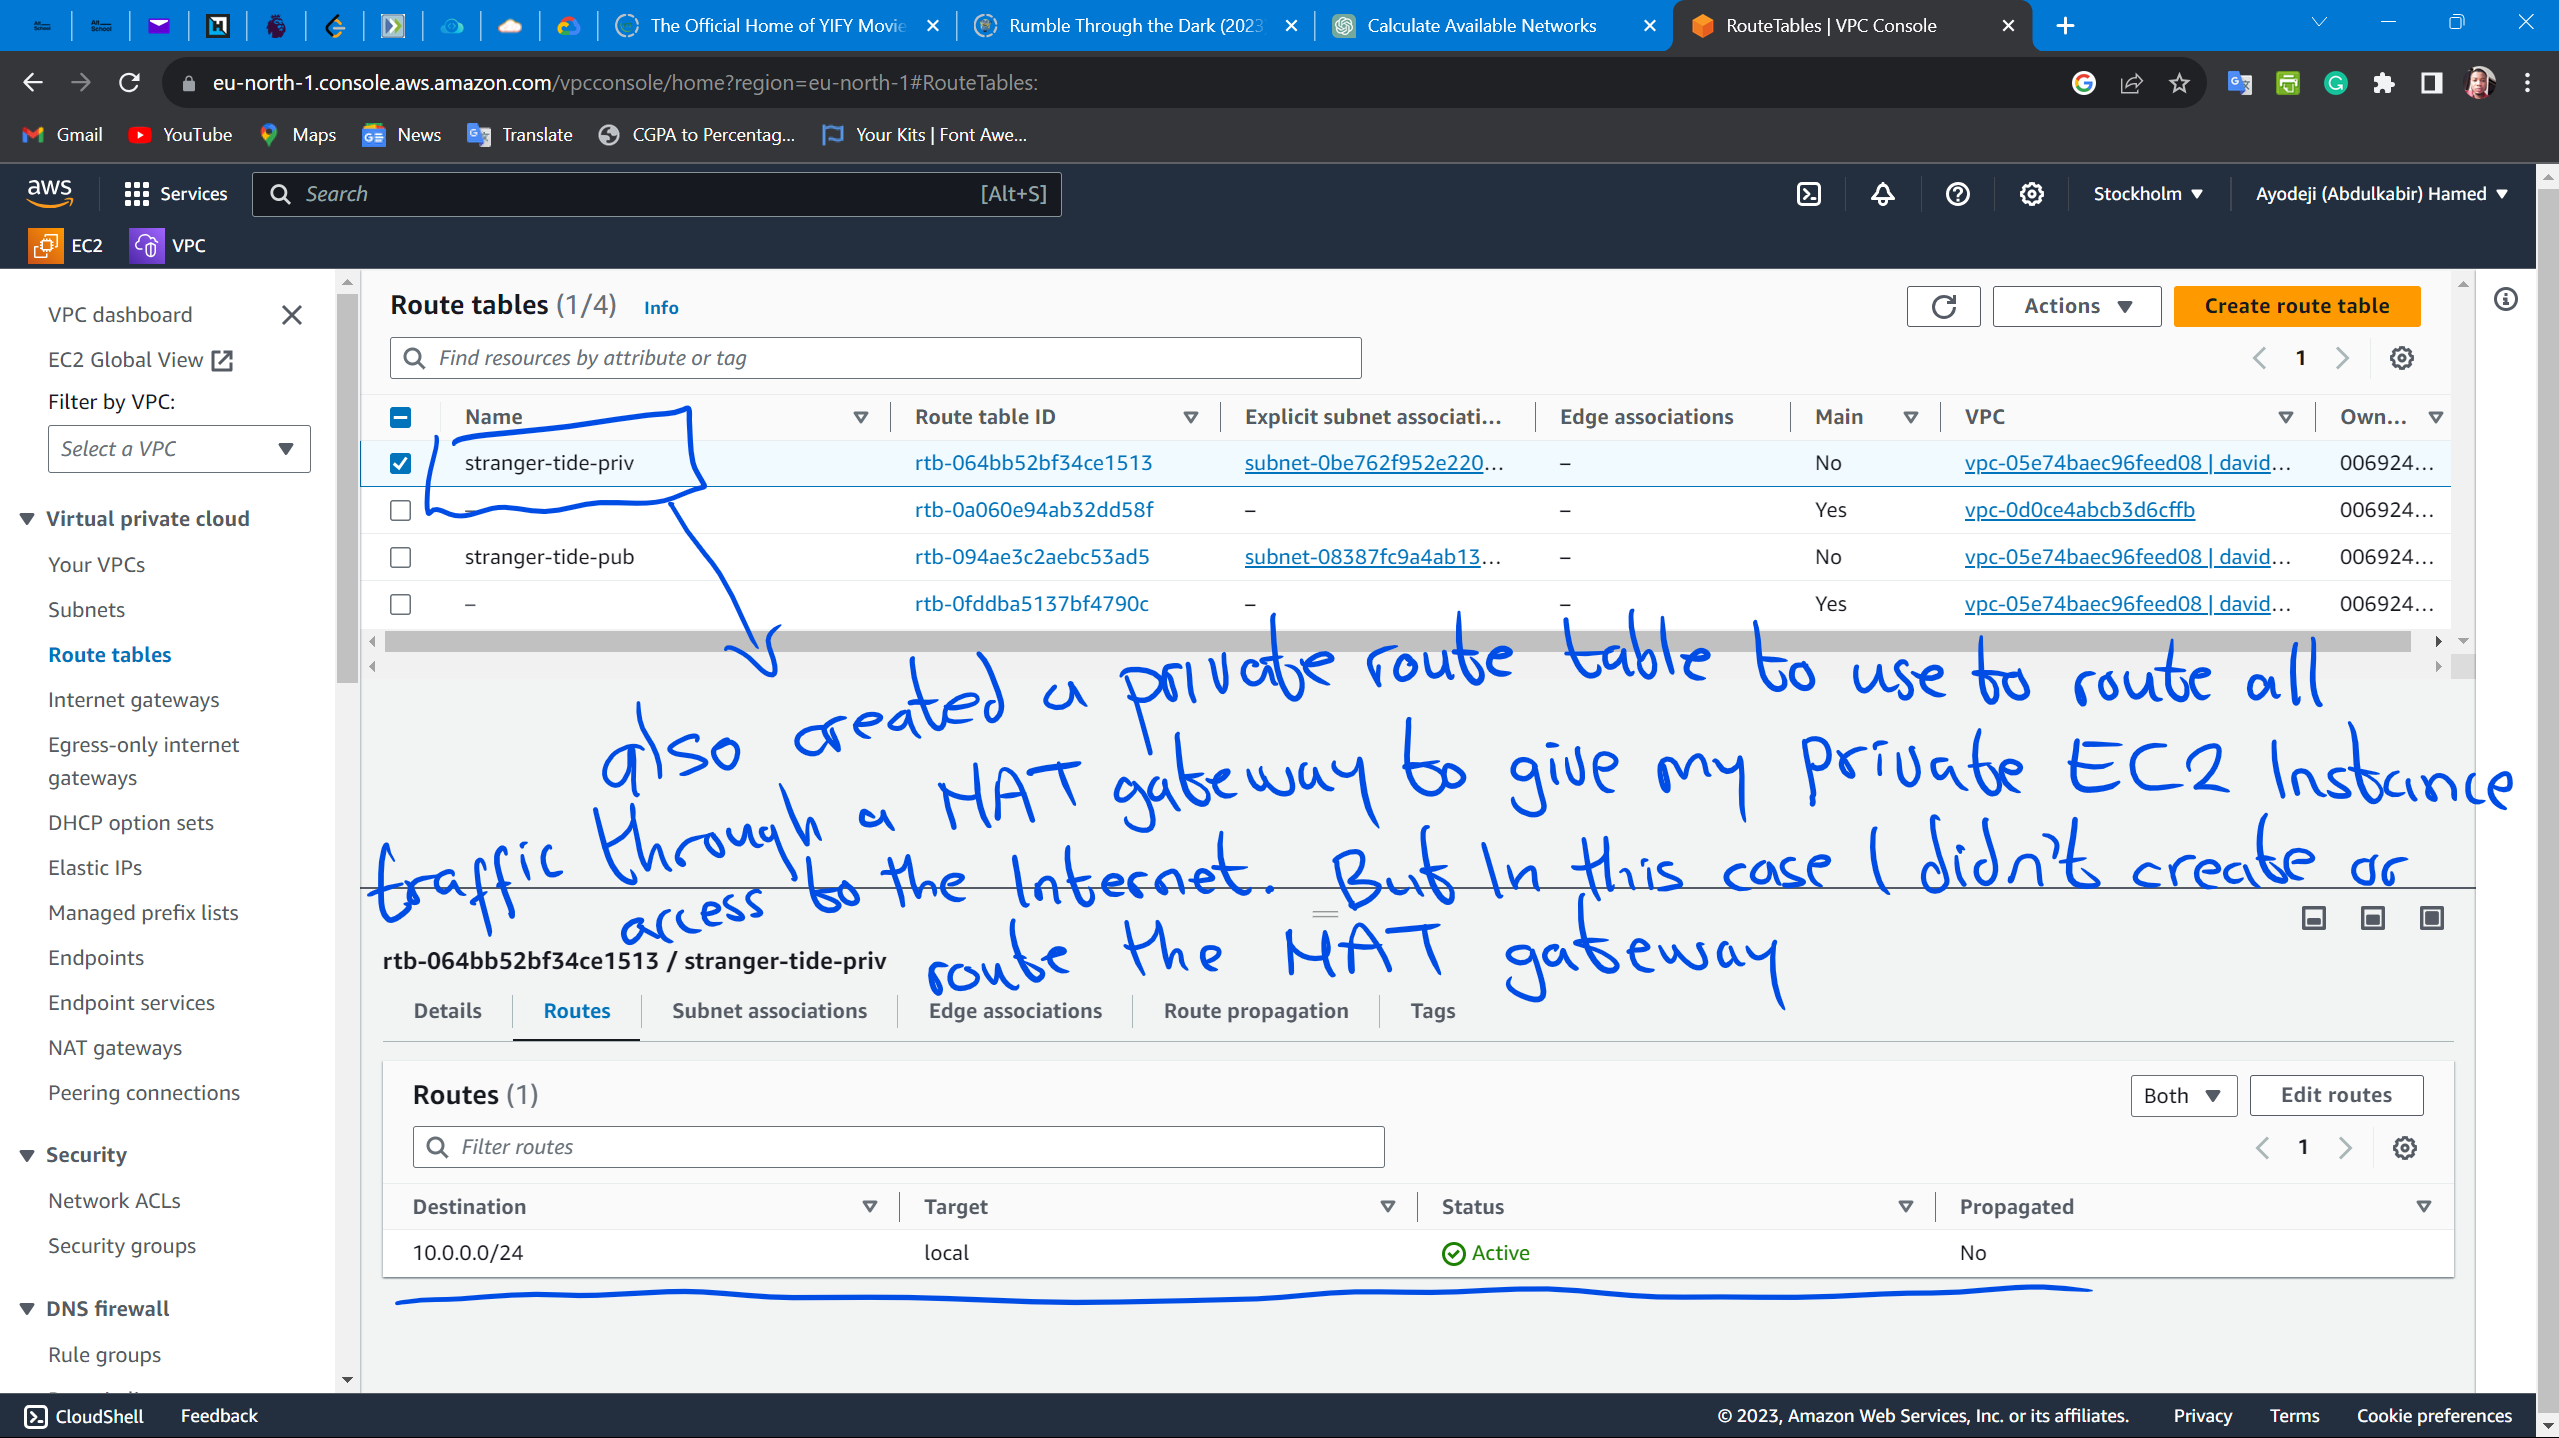 The Official Home of YIFY Movie
Rumble Through the Dark (2023
Calculate Available Networks
RouteTables | VPC Console
eu-north-1.console.aws.amazon.com/vpcconsole/home?region=eu-north-1#RouteTables:
Gmail YouTube Maps News Translate CGPA to Percentag... Your Kits | Font Awe...
aws Services Search [Alt+S] Stockholm Ayodeji (Abdulkabir) Hamed
EC2 VPC
VPC dashboard
EC2 Global View
Filter by VPC:
Select a VPC
Virtual private cloud
Your VPCs
Subnets
Route tables
Internet gateways
Egress-only internet
gateways
DHCP option sets
Elastic IPs
Managed prefix lists
Endpoints
Endpoint services
NAT gateways
Peering connections
Security
Network ACLs
Security groups
DNS firewall
Rule groups
Route tables (1/4) Info
Actions Create route table
Find resources by attribute or tag
1
Name Route table ID Explicit subnet associati... Edge associations Main VPC Own...
stranger-tide-priv rtb-064bb52bf34ce1513 subnet-0be762f952e220... – No vpc-05e74baec96feed08 | david... 006924...
– rtb-0a060e94ab32dd58f – – Yes vpc-0d0ce4abcb3d6cffb 006924...
stranger-tide-pub rtb-094ae3c2aebc53ad5 subnet-08387fc9a4ab13... – No vpc-05e74baec96feed08 | david... 006924...
– rtb-0fddba5137bf4790c – – Yes vpc-05e74baec96feed08 | david... 006924...
also created a private route table to use to route all
traffic through a NAT gateway to give my private EC2 Instance
access to the Internet. But In this case I didn't create or
route the NAT gateway
rtb-064bb52bf34ce1513 / stranger-tide-priv
Details Routes Subnet associations Edge associations Route propagation Tags
Routes (1)
Both Edit routes
Filter routes
1
Destination Target Status Propagated
10.0.0.0/24 local Active No
CloudShell Feedback © 2023, Amazon Web Services, Inc. or its affiliates. Privacy Terms Cookie preferences